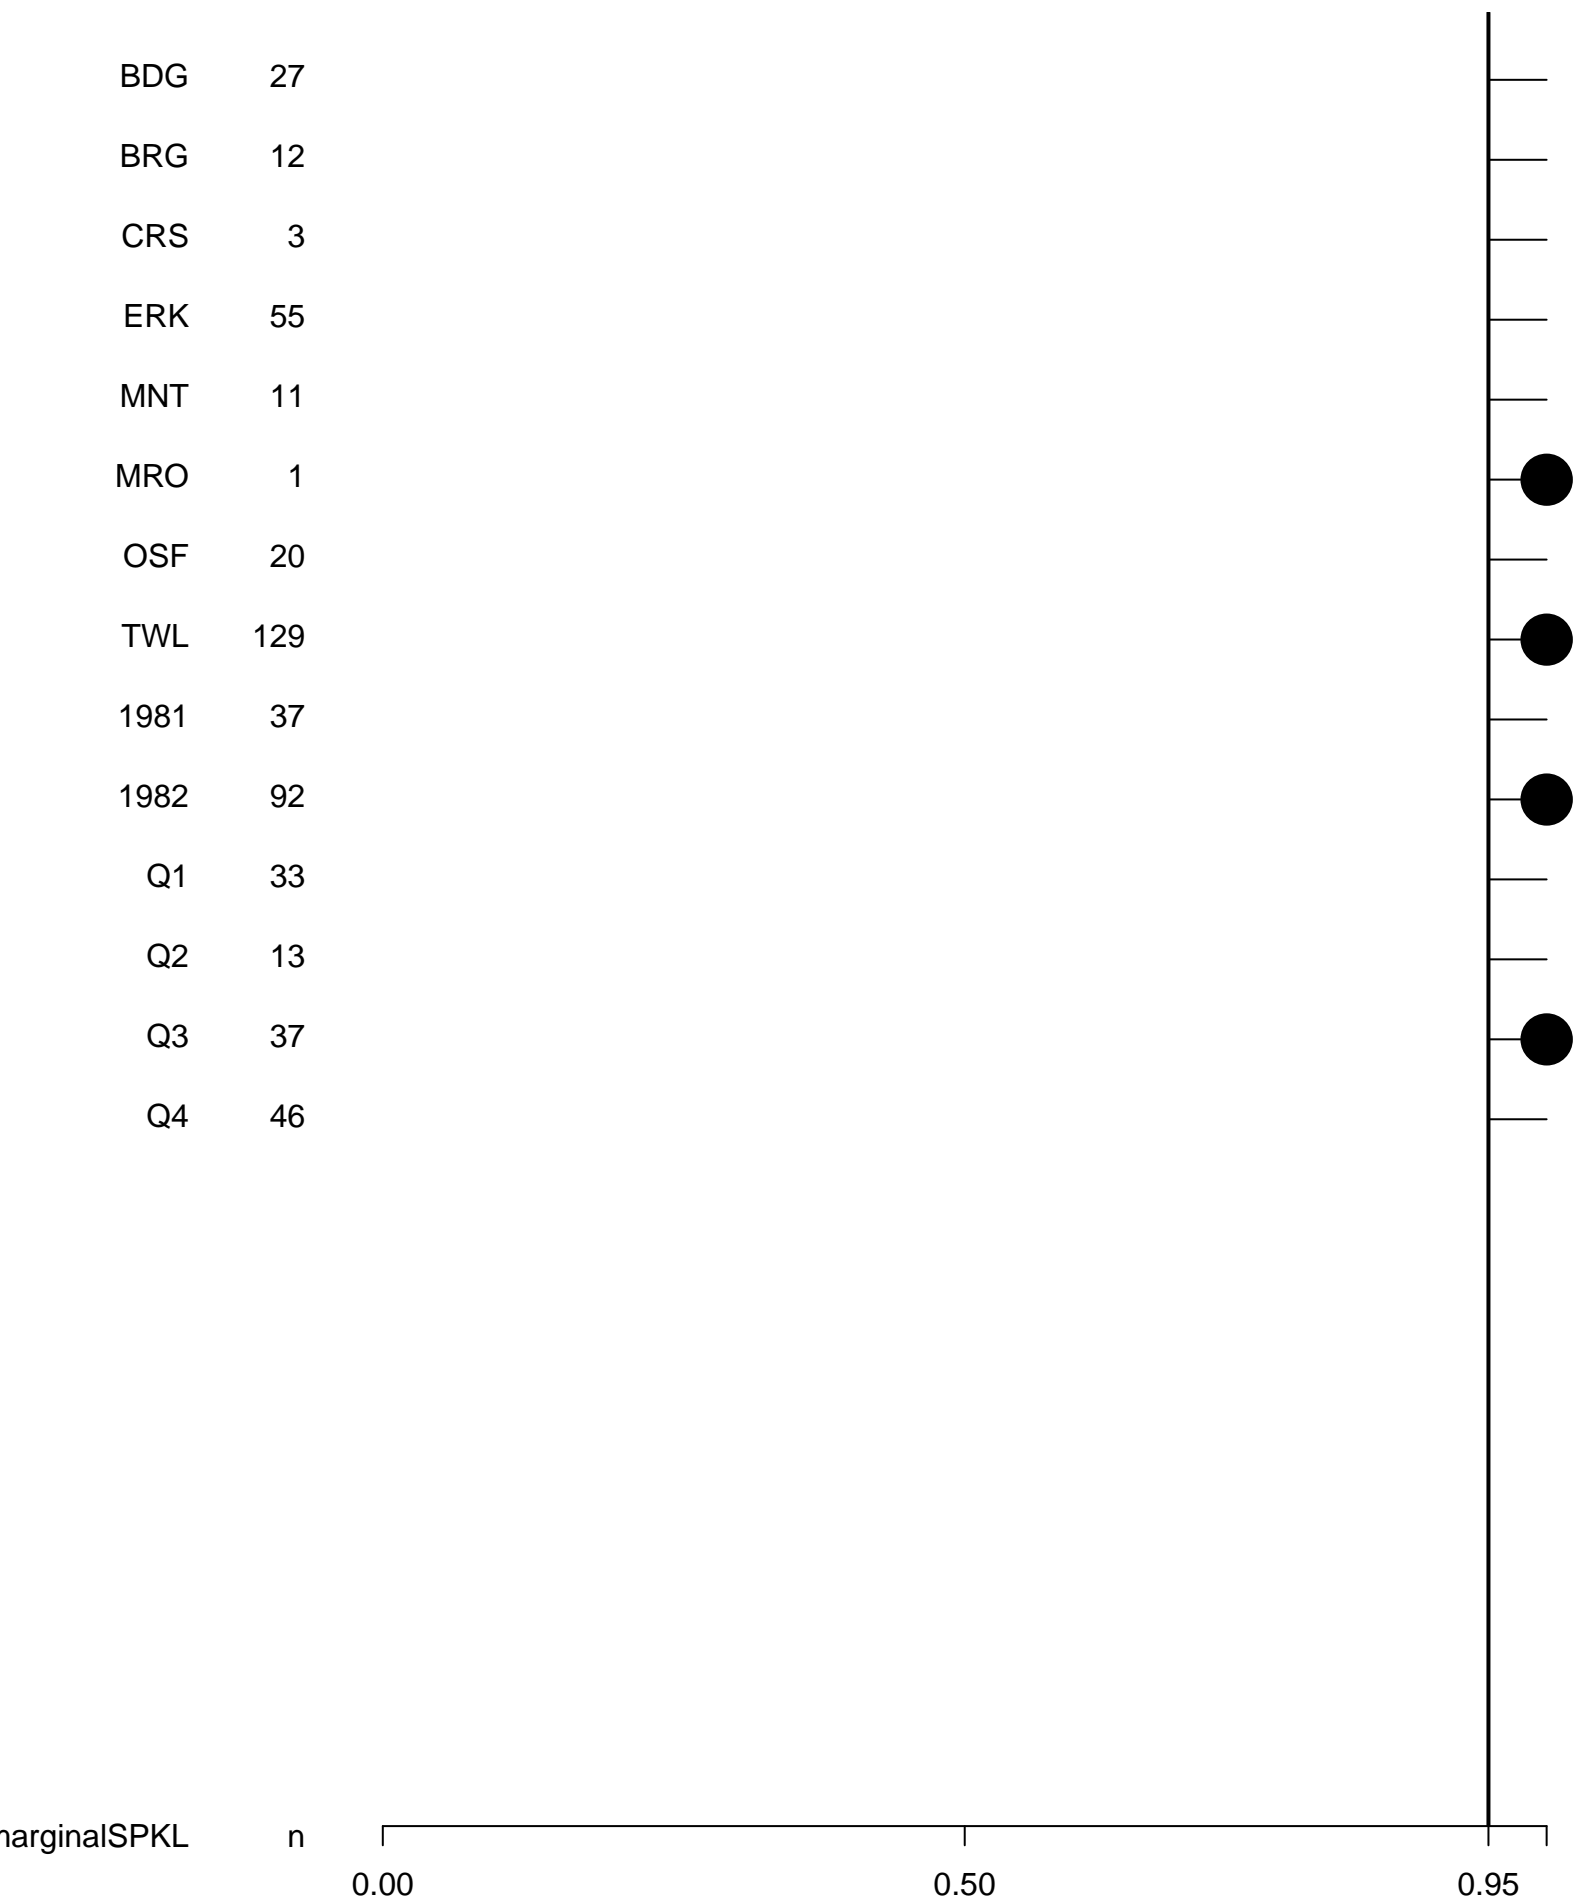 BDG 27
BRG 12
CRS 3
ERK 55
MNT 11
MRO 1
OSF 20
TWL 129
1981 37
1982 92
Q1 33
Q2 13
Q3 37
Q4 46
marginalSPKL n
0.00 0.50 0.95